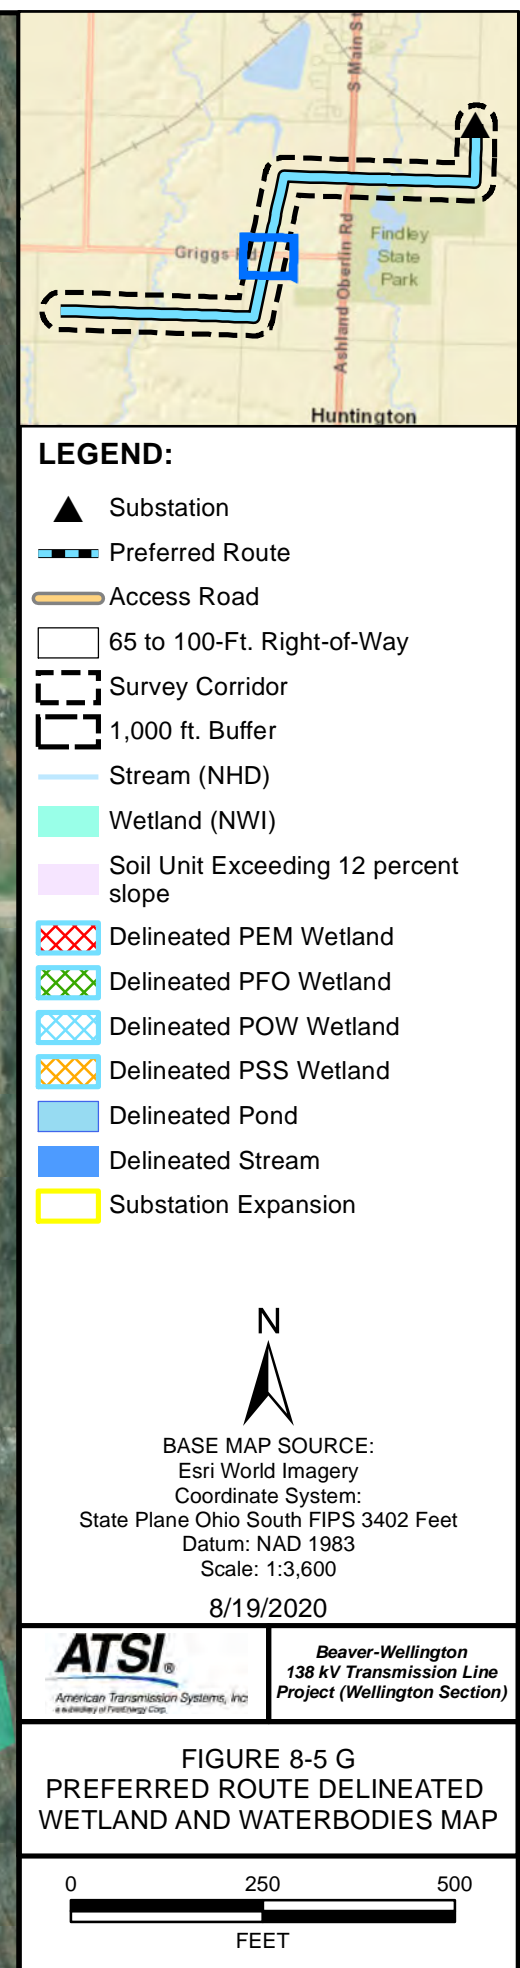 S Main St
Griggs Rd
Ashland Oberlin Rd
Findley
State
Park
Huntington
LEGEND:
Substation
Preferred Route
Access Road
65 to 100-Ft. Right-of-Way
Survey Corridor
1,000 ft. Buffer
Stream (NHD)
Wetland (NWI)
Soil Unit Exceeding 12 percent
slope
Delineated PEM Wetland
Delineated PFO Wetland
Delineated POW Wetland
Delineated PSS Wetland
Delineated Pond
Delineated Stream
Substation Expansion
N
BASE MAP SOURCE:
Esri World Imagery
Coordinate System:
State Plane Ohio South FIPS 3402 Feet
Datum: NAD 1983
Scale: 1:3,600
8/19/2020
ATSI®
American Transmission Systems, Inc
a subsidiary of FirstEnergy Corp.
Beaver-Wellington
138 kV Transmission Line
Project (Wellington Section)
FIGURE 8-5 G
PREFERRED ROUTE DELINEATED
WETLAND AND WATERBODIES MAP
0 250 500
FEET